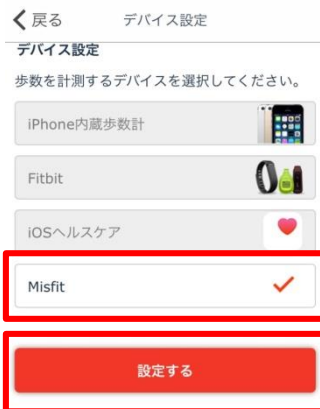 戻る デバイス設定
デバイス設定
歩数を計測するデバイスを選択してください。
iPhone内蔵歩数計
Fitbit
iOSヘルスケア
Misfit
設定する